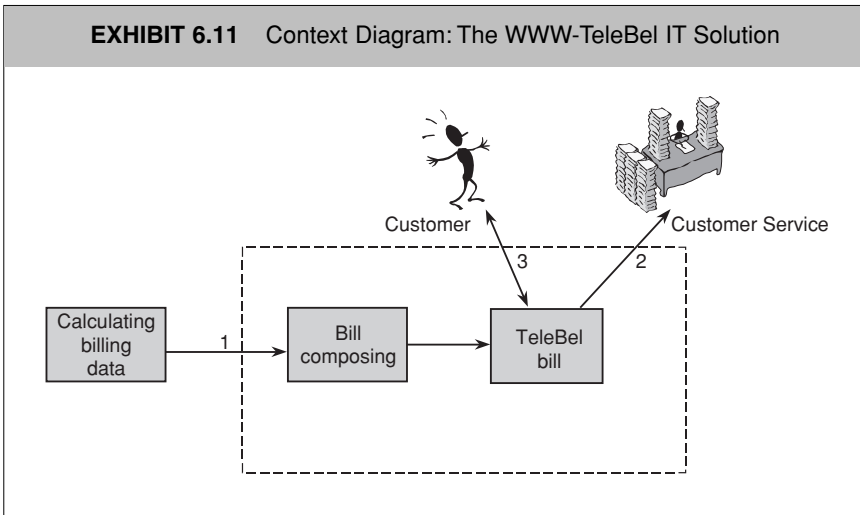 EXHIBIT 6.11 Context Diagram: The WWW-TeleBel IT Solution
Customer
Customer Service
3
2
Calculating
billing
data
1
Bill
composing
TeleBel
bill